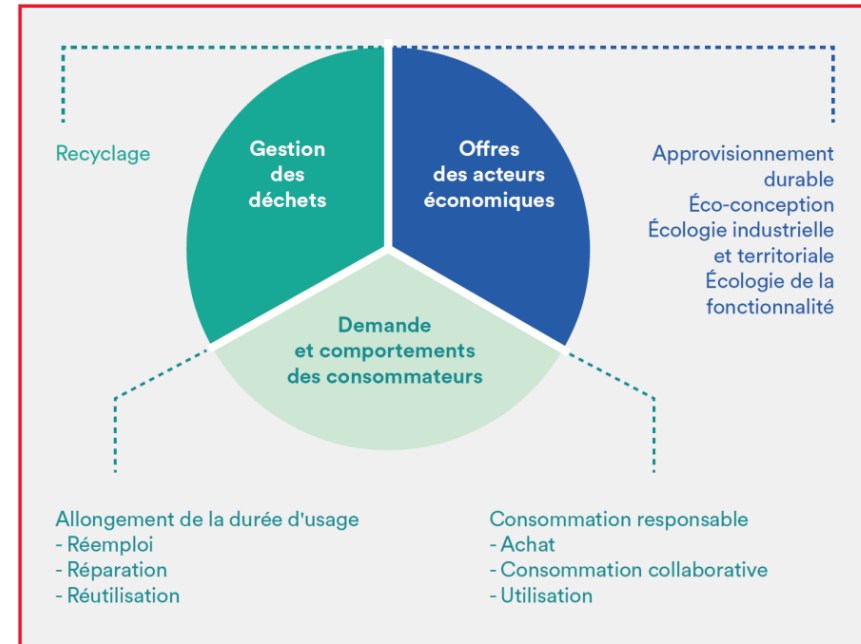 Recyclage
Gestion
des
déchets
Offres
des acteurs
économiques
Approvisionnement
durable
Éco-conception
Écologie industrielle
et territoriale
Écologie de la
fonctionnalité
Demande
et comportements
des consommateurs
Allongement de la durée d'usage
- Réemploi
- Réparation
- Réutilisation
Consommation responsable
- Achat
- Consommation collaborative
- Utilisation